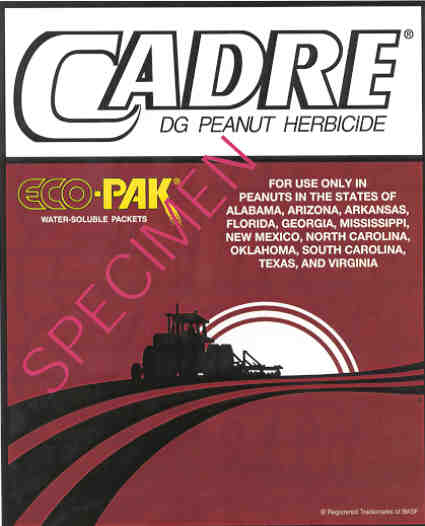 CADRE®
DG PEANUT HERBICIDE
ECO-PAK®
WATER-SOLUBLE PACKETS
FOR USE ONLY IN
PEANUTS IN THE STATES OF
ALABAMA, ARIZONA, ARKANSAS,
FLORIDA, GEORGIA, MISSISSIPPI,
NEW MEXICO, NORTH CAROLINA,
OKLAHOMA, SOUTH CAROLINA,
TEXAS, AND VIRGINIA
SPECIMEN
® Registered Trademarks of BASF